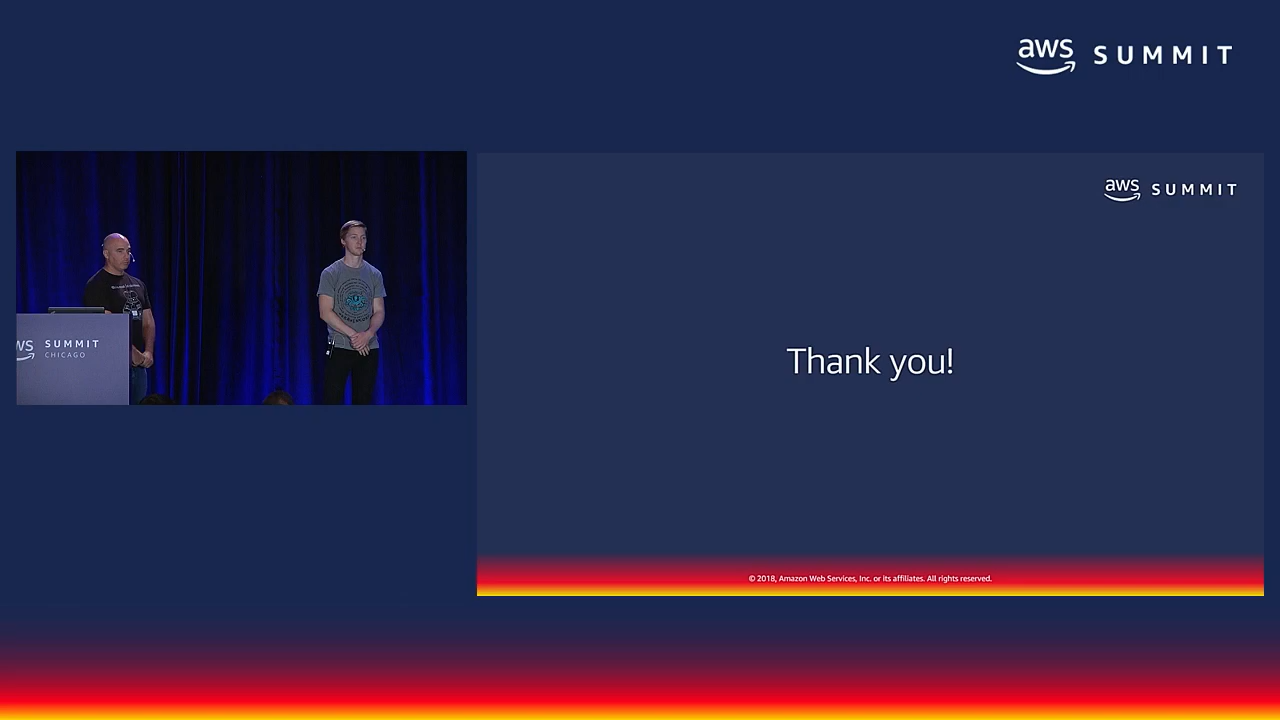 aws SUMMIT
WS SUMMIT
CHICAGO
aws SUMMIT
Thank you!
© 2018, Amazon Web Services, Inc. or its affiliates. All rights reserved.